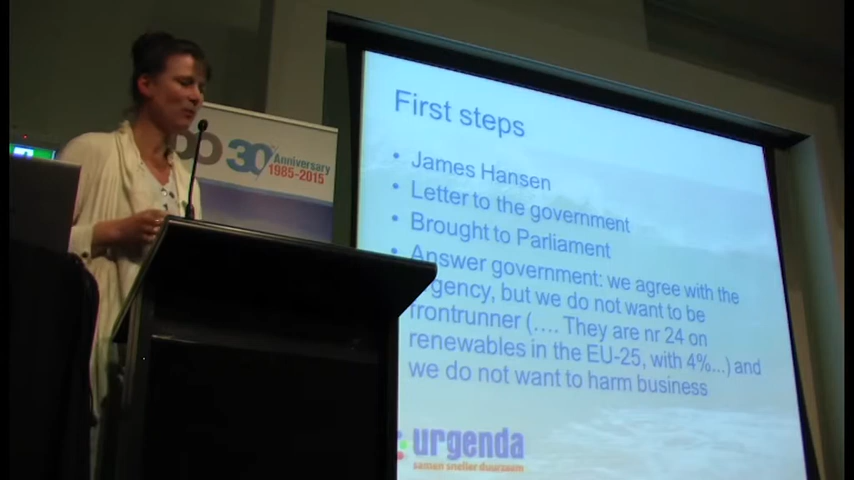 30th
Anniversary
1985-2015
First steps
• James Hansen
• Letter to the government
• Brought to Parliament
• Answer government: we agree with the
gency, but we do not want to be
frontrunner (.... They are nr 24 on
renewables in the EU-25, with 4%...) and
we do not want to harm business
urgenda
samen sneller duurzaam